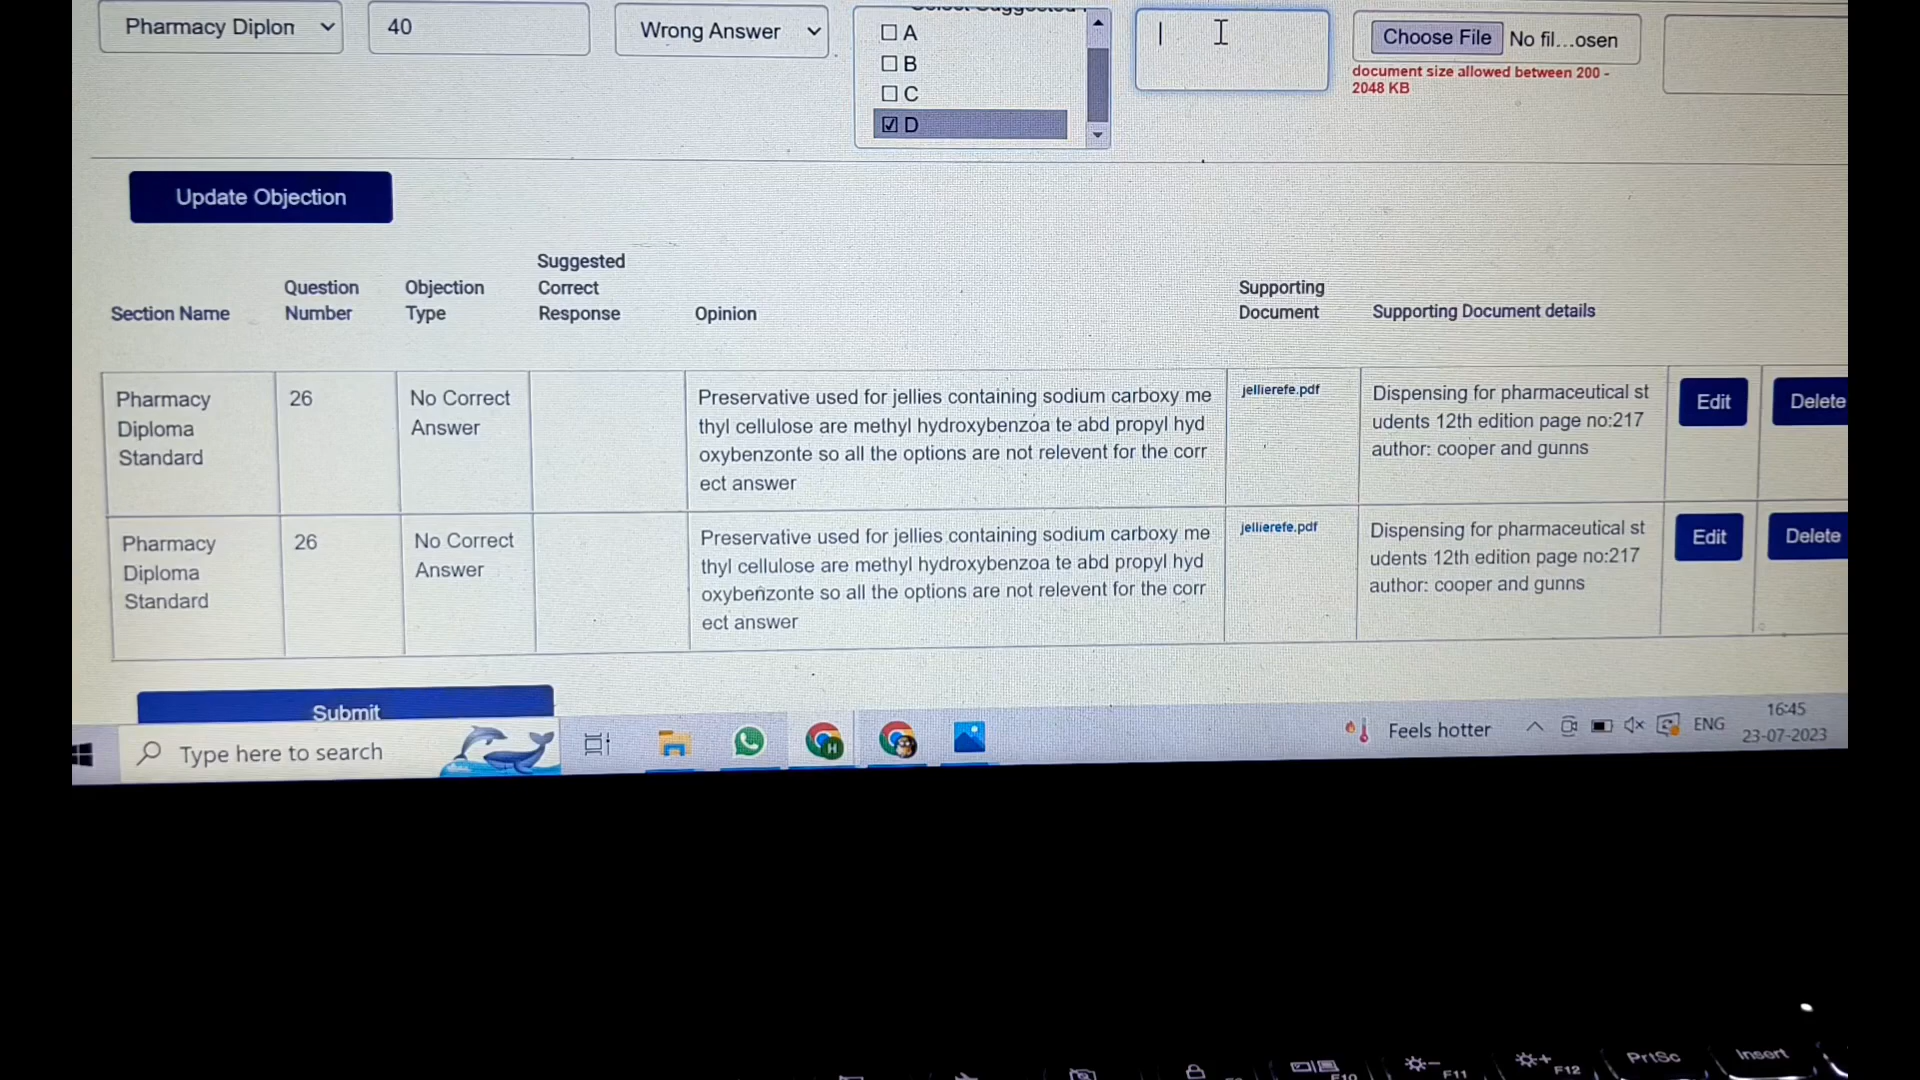 Pharmacy Diplon
40
Wrong Answer
A
B
C
D
Choose File No fil...osen
document size allowed between 200 -
2048 KB
Update Objection
Section Name
Question
Number
Objection
Type
Suggested
Correct
Response
Opinion
Supporting
Document
Supporting Document details
Pharmacy
Diploma
Standard
26
No Correct
Answer
Preservative used for jellies containing sodium carboxy me
thyl cellulose are methyl hydroxybenzoa te abd propyl hyd
oxybenzonte so all the options are not relevent for the corr
ect answer
jellierefe.pdf
Dispensing for pharmaceutical st
udents 12th edition page no:217
author: cooper and gunns
Edit
Delete
Pharmacy
Diploma
Standard
26
No Correct
Answer
Preservative used for jellies containing sodium carboxy me
thyl cellulose are methyl hydroxybenzoa te abd propyl hyd
oxybenzonte so all the options are not relevent for the corr
ect answer
jellierefe.pdf
Dispensing for pharmaceutical st
udents 12th edition page no:217
author: cooper and gunns
Edit
Delete
Submit
Type here to search
H
Feels hotter
ENG
16:45
23-07-2023
F10
F11
F12
PrtSc
Insert